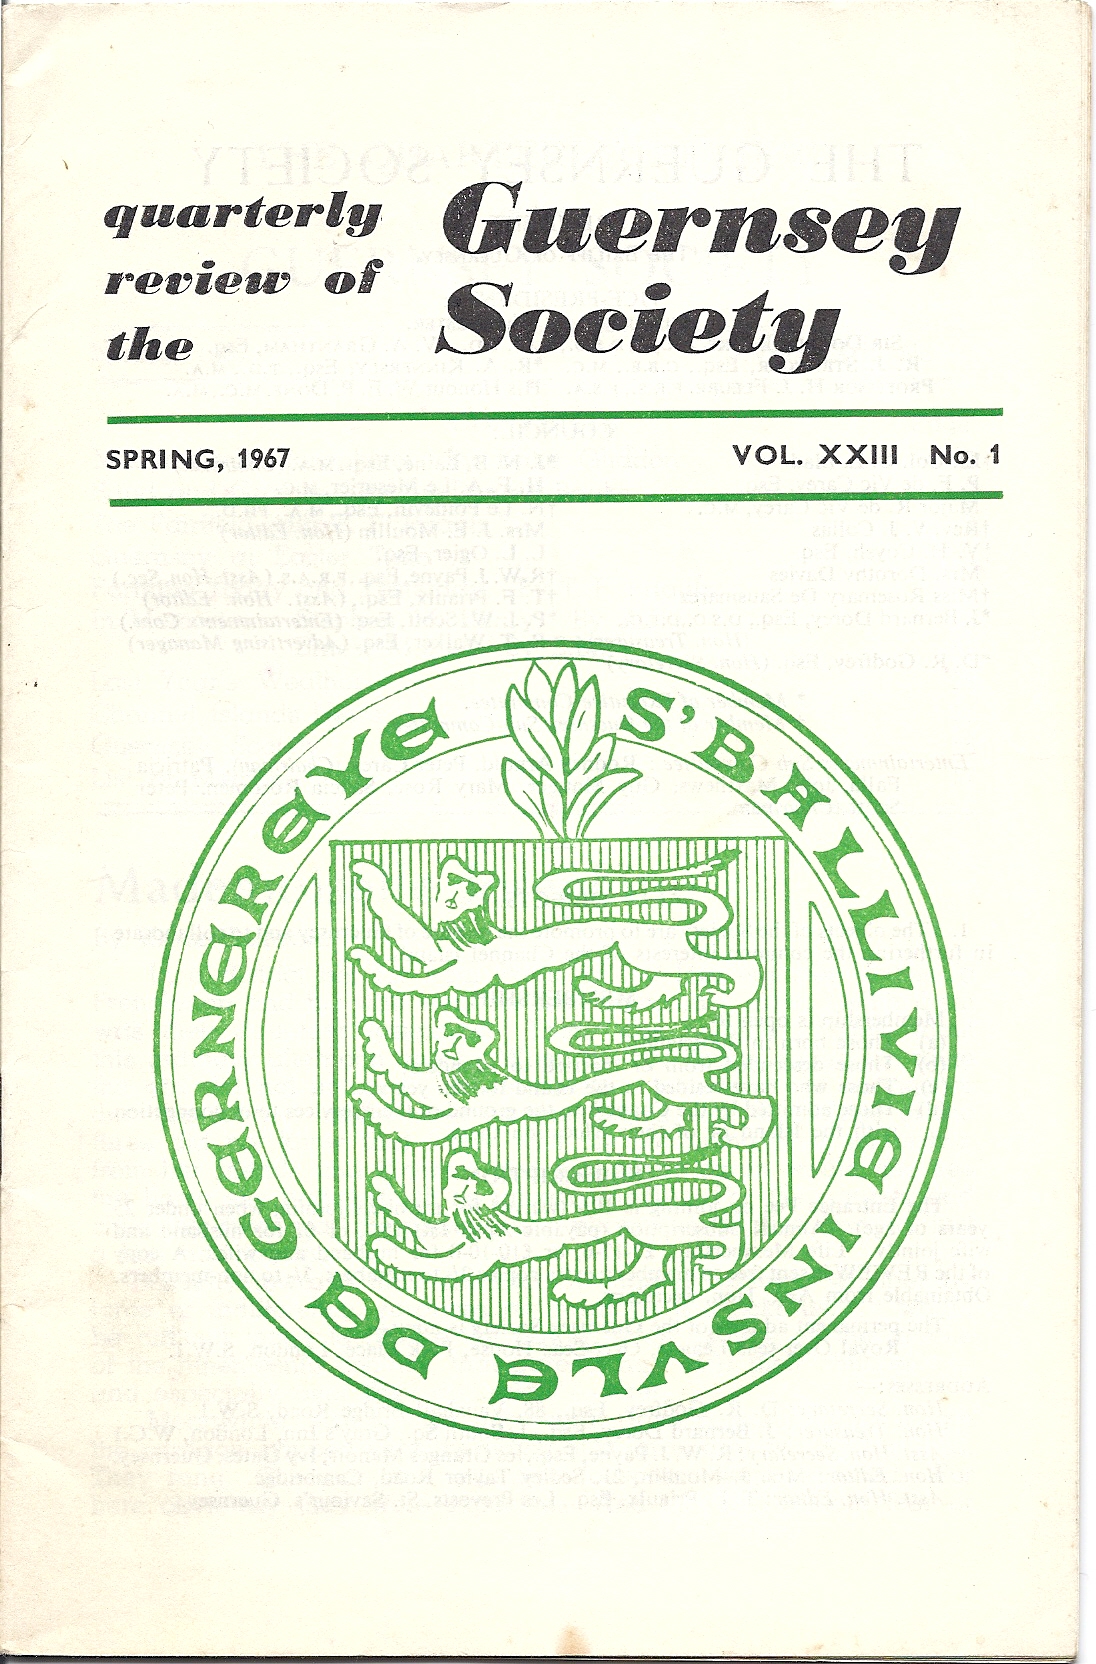 quarterly
review of
the
Guernsey
Society
SPRING, 1967
VOL. XXIII No. 1
S' BALLIVIE INSVLE DE GERNEREYE